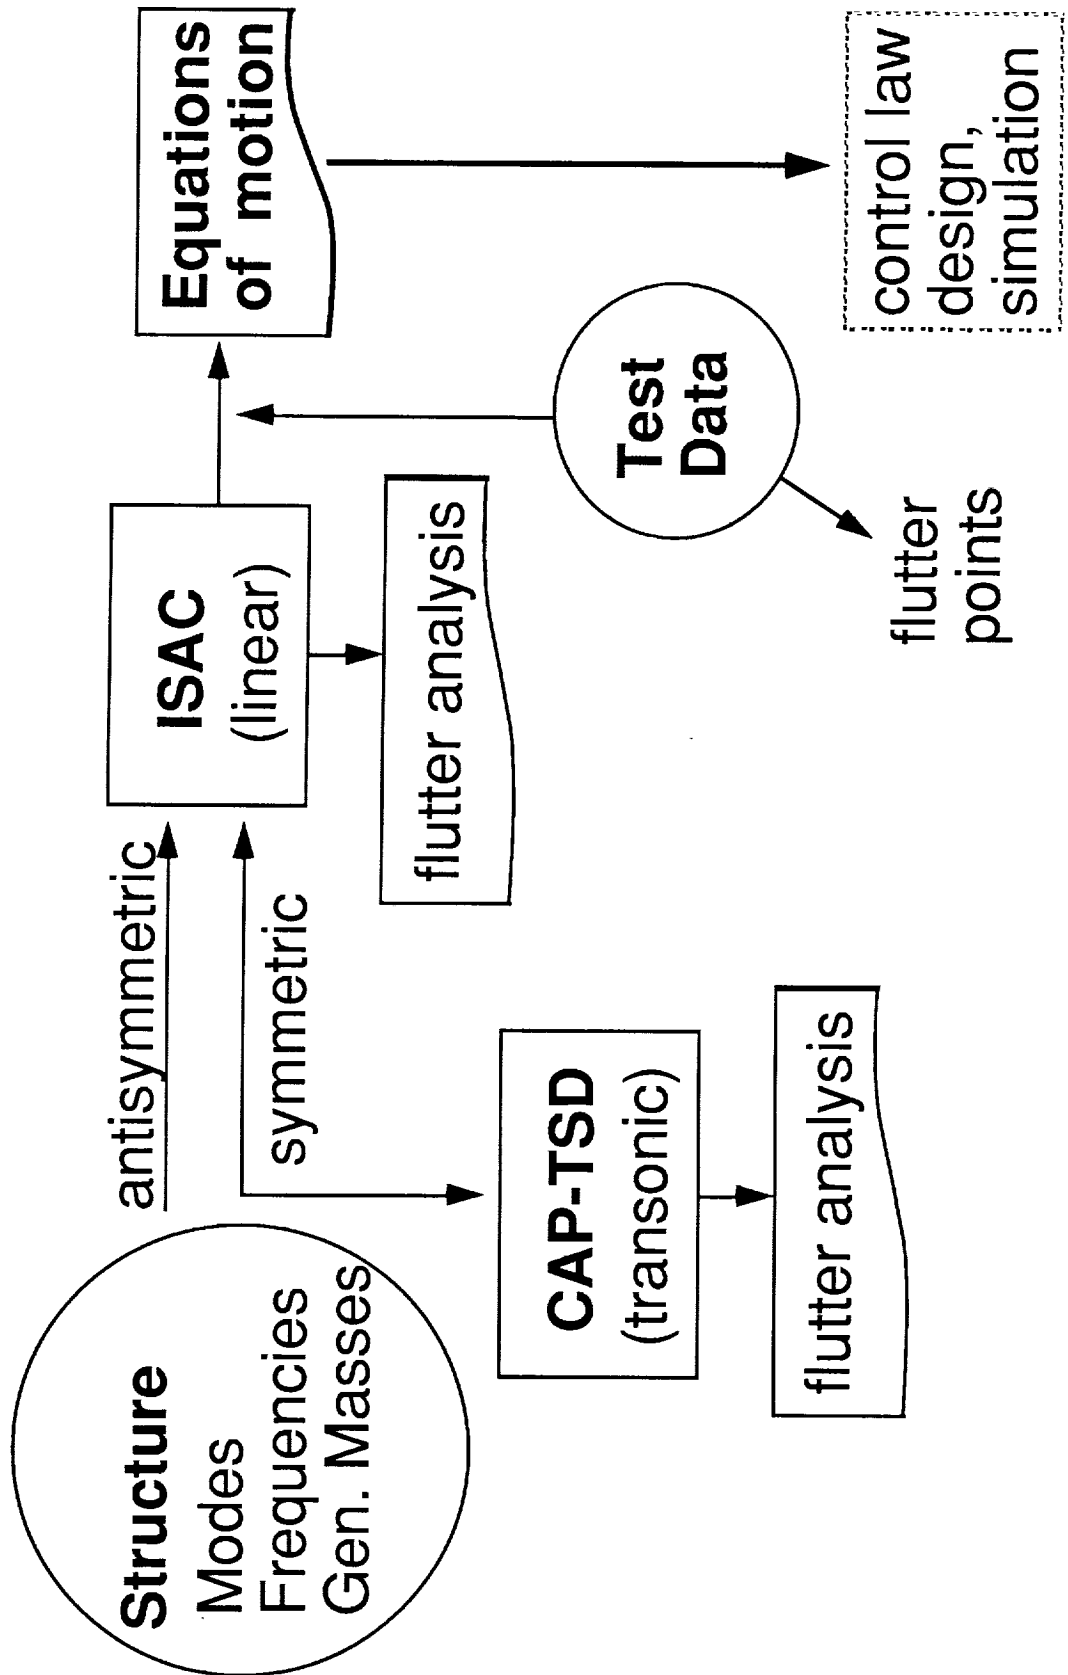 Structure
Modes
Frequencies
Gen. Masses
antisymmetric
symmetric
CAP-TSD
(transonic)
flutter analysis
ISAC
(linear)
flutter analysis
Equations
of motion
Test
Data
flutter
points
control law
design,
simulation